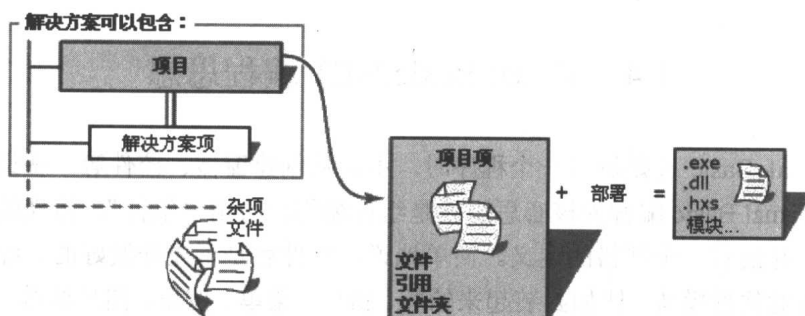 解决方案可以包含：
项目
解决方案项
杂项
文件
项目项
文件
引用
文件夹
+ 部署 =
.exe
.dll
.hxs
模块...